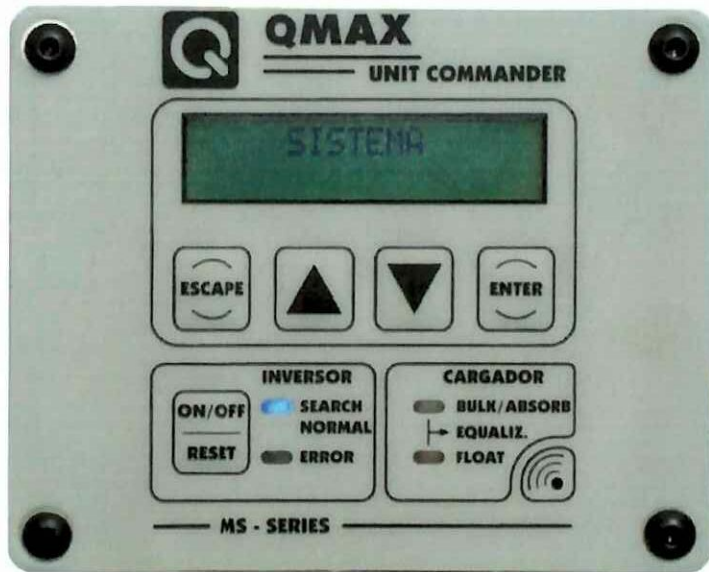 QMAX
UNIT COMMANDER
SISTEMA
ESCAPE
ENTER
INVERSOR
ON/OFF
RESET
SEARCH
NORMAL
ERROR
CARGADOR
BULK/ABSORB
EQUALIZ.
FLOAT
MS - SERIES